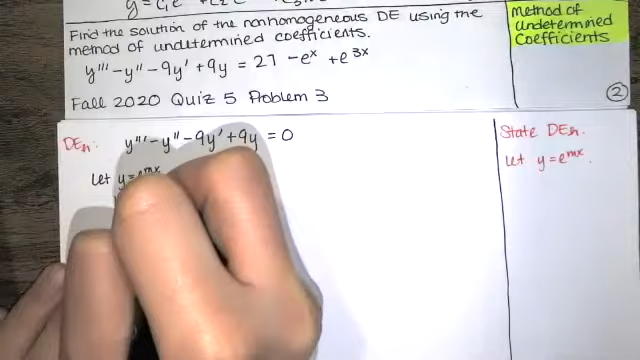 Find the solution of the nonhomogeneous DE using the
method of undetermined coefficients.
y''' - y'' - 9y' + 9y = 27 - e^x + e^3x
Fall 2020 Quiz 5 Problem 3
method of
undetermined
Coefficients
2
DEh: y''' - y'' - 9y' + 9y = 0
Let y = e^mx
State DEh.
Let y = e^mx.